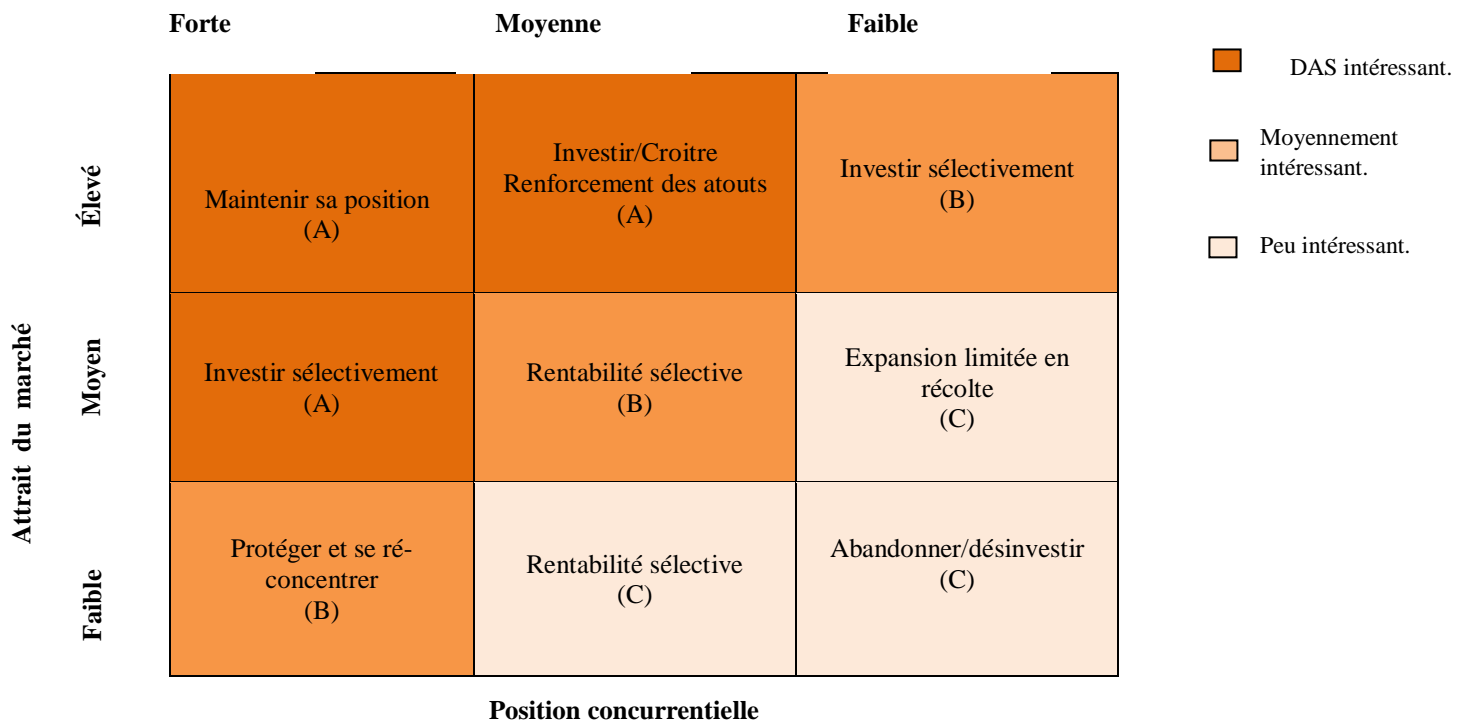 Forte
Moyenne
Faible
DAS intéressant.
Moyennement
intéressant.
Peu intéressant.
Attrait du marché
Élevé
Maintenir sa position
(A)
Investir/Croitre
Renforcement des atouts
(A)
Investir sélectivement
(B)
Moyen
Investir sélectivement
(A)
Rentabilité sélective
(B)
Expansion limitée en
récolte
(C)
Faible
Protéger et se ré-
concentrer
(B)
Rentabilité sélective
(C)
Abandonner/désinvestir
(C)
Position concurrentielle